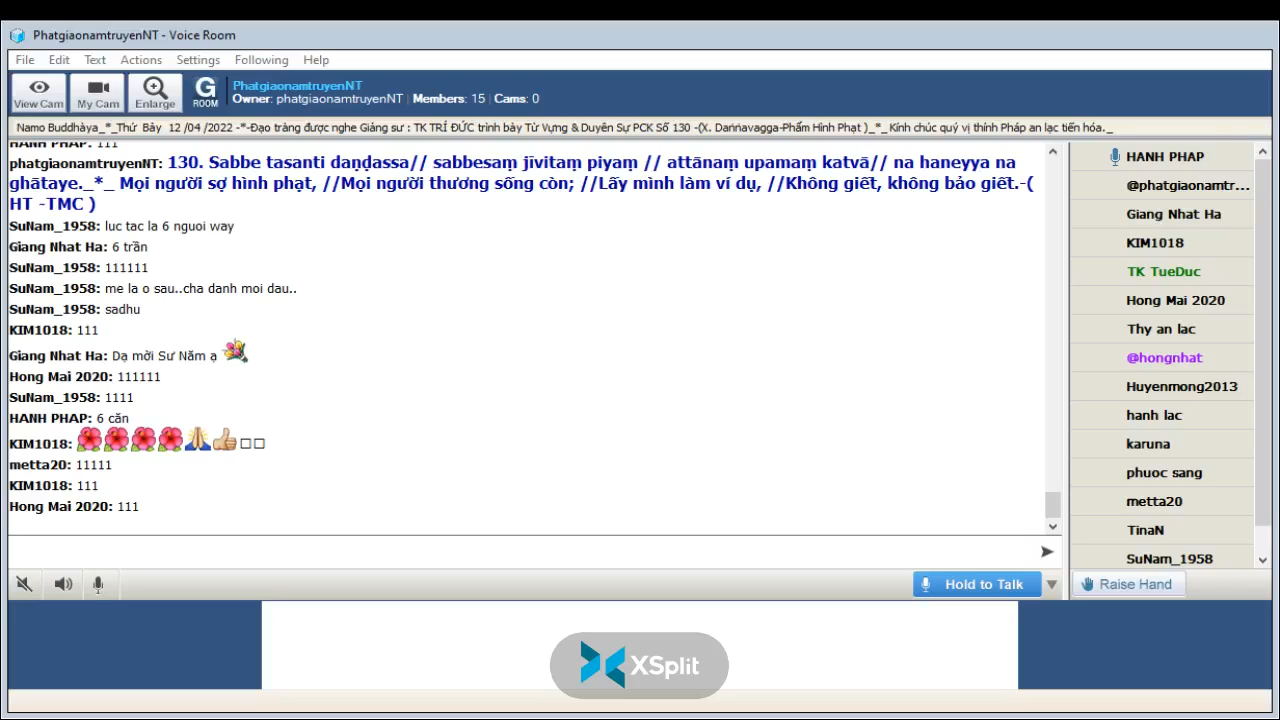 PhatgiaonamtruyenNT - Voice Room
File Edit Text Actions Settings Following Help
View Cam My Cam Enlarge G ROOM
PhatgiaonamtruyenNT
Owner: phatgiaonamtruyenNT | Members: 15 | Cams: 0
Namo Buddhàya_*_Thứ Bảy 12 /04 /2022 -*-Đạo tràng được nghe Giảng sư : TK TRÍ ĐỨC trình bày Từ Vựng & Duyên Sự PCK Số 130 -(X. Daṇṇavagga-Phẩm Hình Phạt )_*_ Kính chúc quý vị thính Pháp an lạc tiến hóa._
HANH PHAP: 111
phatgiaonamtruyenNT: 130. Sabbe tasanti daṇḍassa// sabbesaṃ jīvitaṃ piyaṃ // attānaṃ upamaṃ katvā// na haneyya na
ghātaye._*_ Mọi người sợ hình phạt, //Mọi người thương sống còn; //Lấy mình làm ví dụ, //Không giết, không bảo giết.-(
HT -TMC )
SuNam_1958: luc tac la 6 nguoi way
Giang Nhat Ha: 6 trần
SuNam_1958: 111111
SuNam_1958: me la o sau..cha danh moi dau..
SuNam_1958: sadhu
KIM1018: 111
Giang Nhat Ha: Dạ mời Sư Năm ạ
Hong Mai 2020: 111111
SuNam_1958: 1111
HANH PHAP: 6 căn
KIM1018:
metta20: 11111
KIM1018: 111
Hong Mai 2020: 111
HANH PHAP
@phatgiaonamtr...
Giang Nhat Ha
KIM1018
TK TueDuc
Hong Mai 2020
Thy an lac
@hongnhat
Huyenmong2013
hanh lac
karuna
phuoc sang
metta20
TinaN
SuNam_1958
Hold to Talk
Raise Hand
XSplit